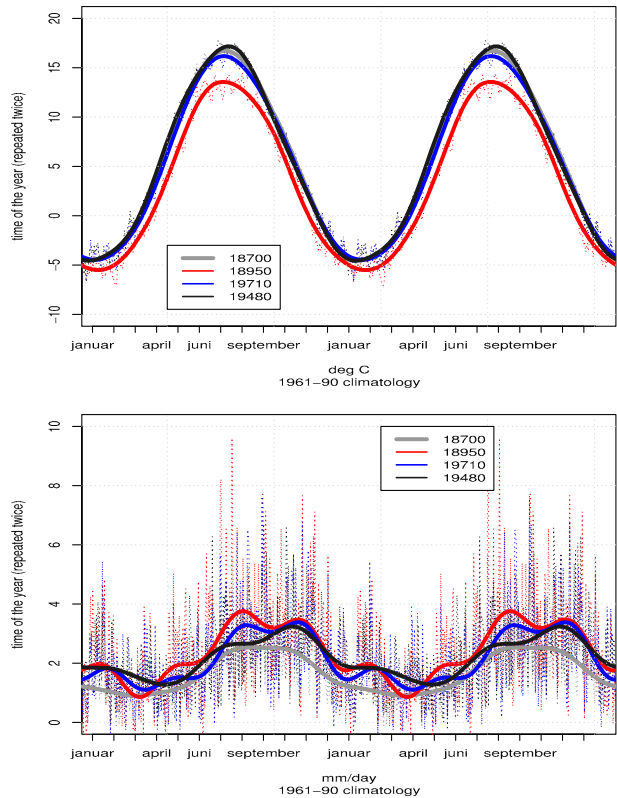 20
15
10
5
0
−5
−10
time of the year (repeated twice)
18700
18950
19710
19480
januar april juni september januar april juni september
deg C
1961−90 climatology
10
8
6
4
2
0
time of the year (repeated twice)
18700
18950
19710
19480
januar april juni september januar april juni september
mm/day
1961−90 climatology